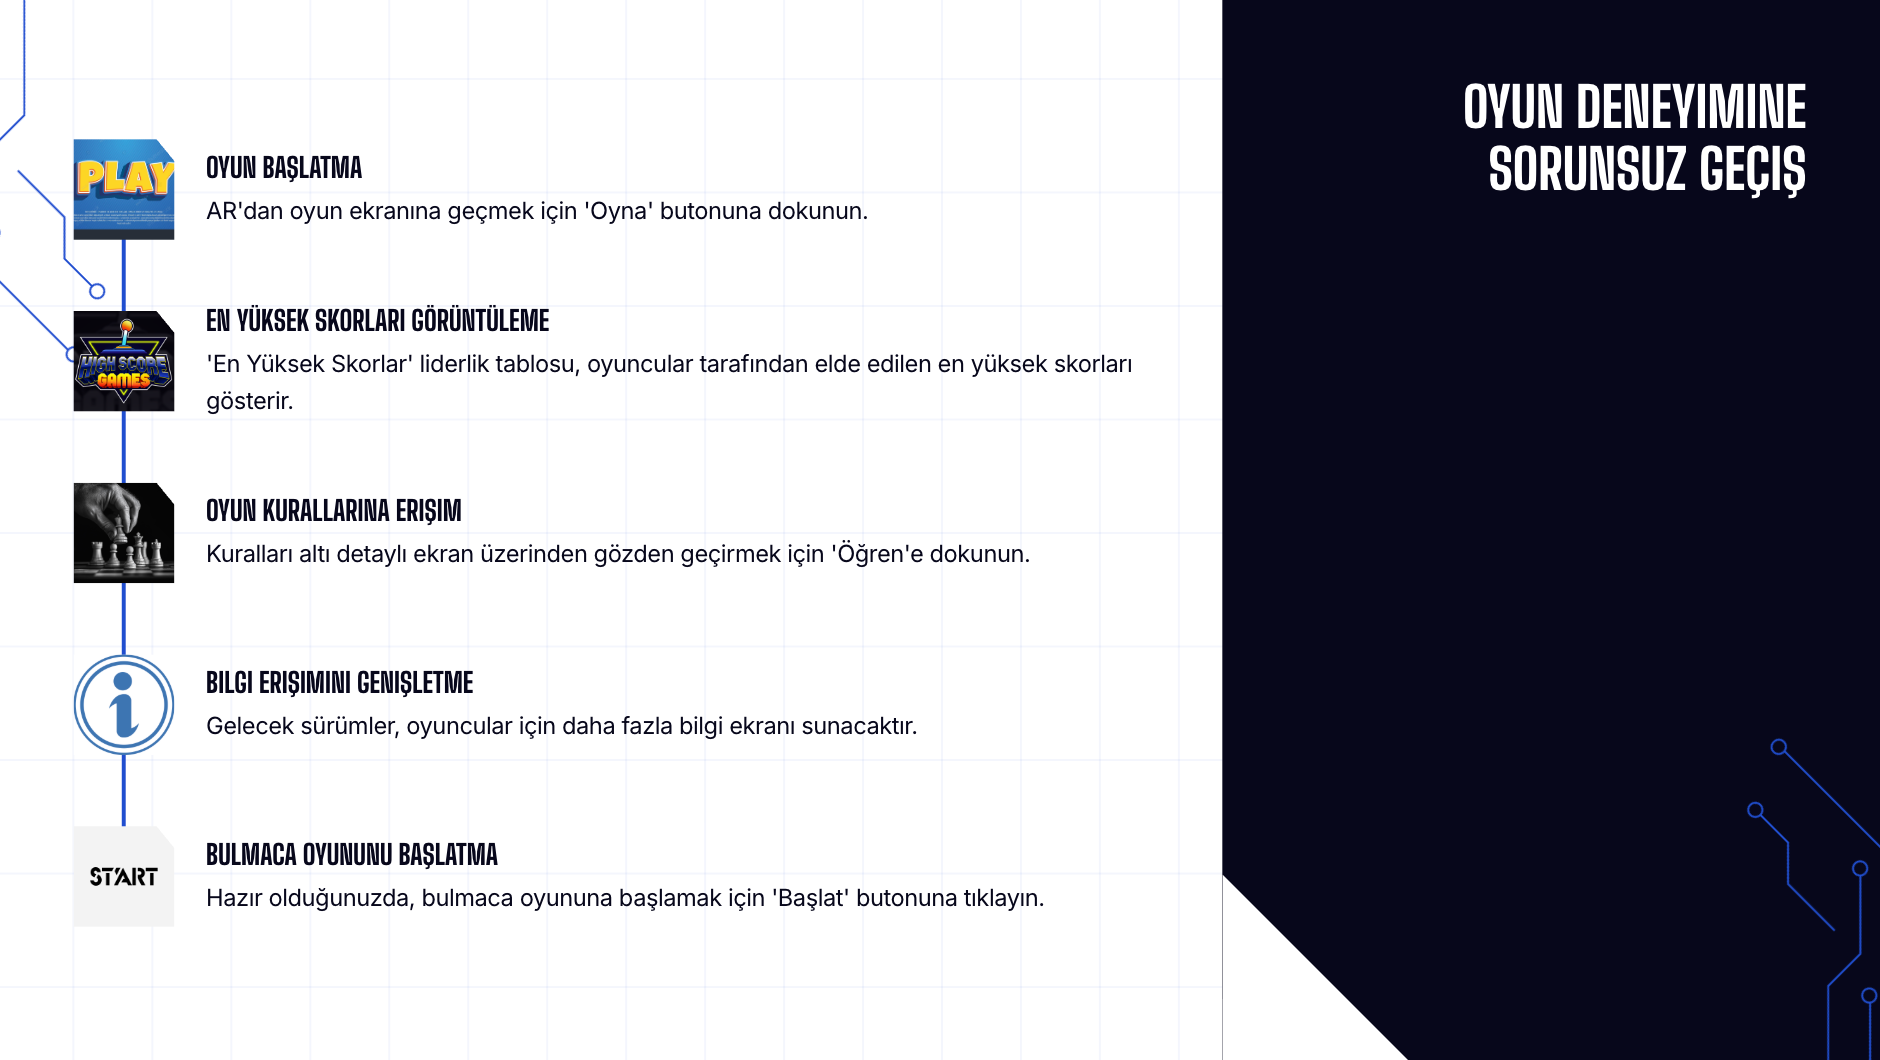 OYUN DENEYIMINE
SORUNSUZ GEÇIŞ
PLAY
OYUN BAŞLATMA
AR'dan oyun ekranına geçmek için 'Oyna' butonuna dokunun.
HIGH SCORE
GAMES
EN YÜKSEK SKORLARI GÖRÜNTÜLEME
'En Yüksek Skorlar' liderlik tablosu, oyuncular tarafından elde edilen en yüksek skorları
gösterir.
OYUN KURALLARINA ERIŞIM
Kuralları altı detaylı ekran üzerinden gözden geçirmek için 'Öğren'e dokunun.
i
BILGI ERIŞIMINI GENIŞLETME
Gelecek sürümler, oyuncular için daha fazla bilgi ekranı sunacaktır.
START
BULMACA OYUNUNU BAŞLATMA
Hazır olduğunuzda, bulmaca oyununa başlamak için 'Başlat' butonuna tıklayın.